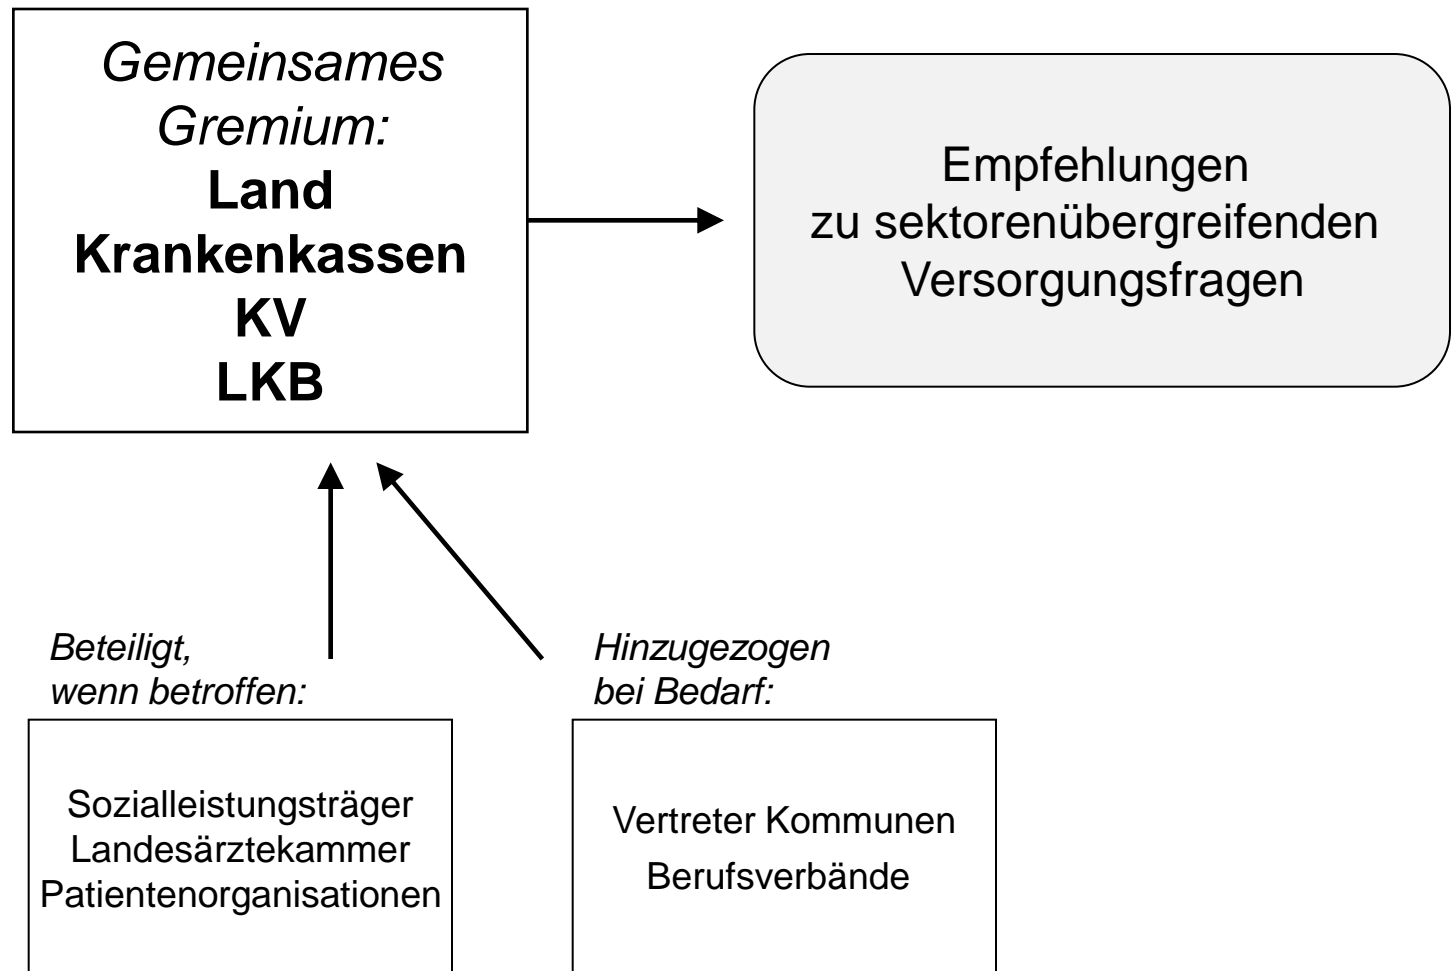 Gemeinsames
Gremium:
Land
Krankenkassen
KV
LKB
Empfehlungen
zu sektorenübergreifenden
Versorgungsfragen
Beteiligt,
wenn betroffen:
Sozialleistungsträger
Landesärztekammer
Patientenorganisationen
Hinzugezogen
bei Bedarf:
Vertreter Kommunen
Berufsverbände